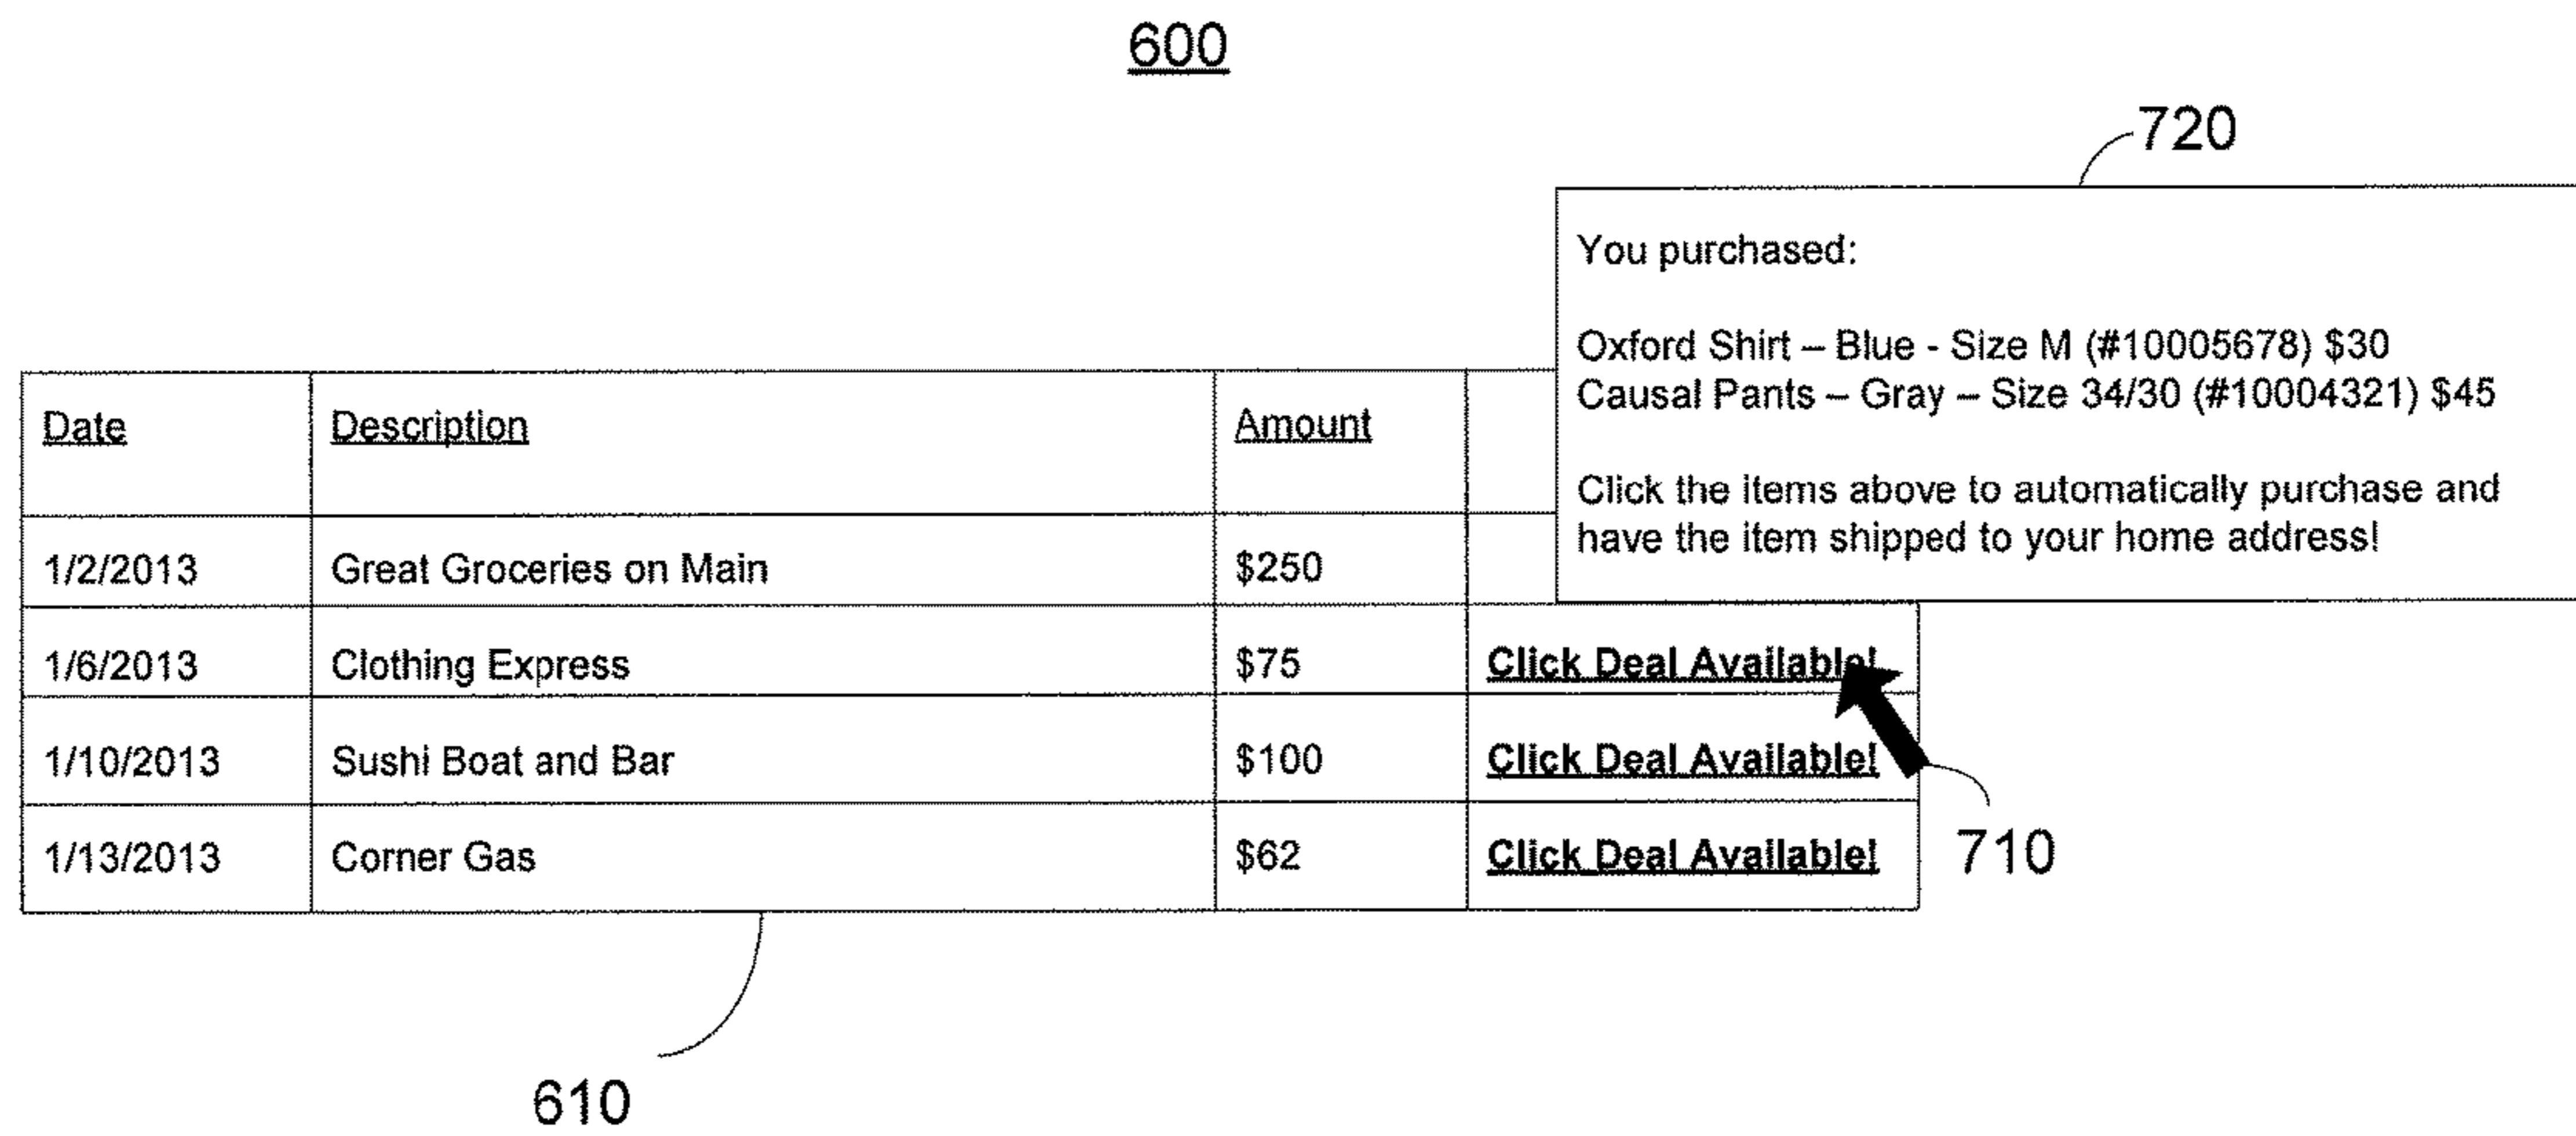 600
720
You purchased:
Oxford Shirt – Blue - Size M (#10005678) $30
Causal Pants – Gray – Size 34/30 (#10004321) $45
Click the items above to automatically purchase and
have the item shipped to your home address!
Date Description Amount
1/2/2013 Great Groceries on Main $250
1/6/2013 Clothing Express $75 Click Deal Available!
1/10/2013 Sushi Boat and Bar $100 Click Deal Available!
1/13/2013 Corner Gas $62 Click Deal Available!
710
610